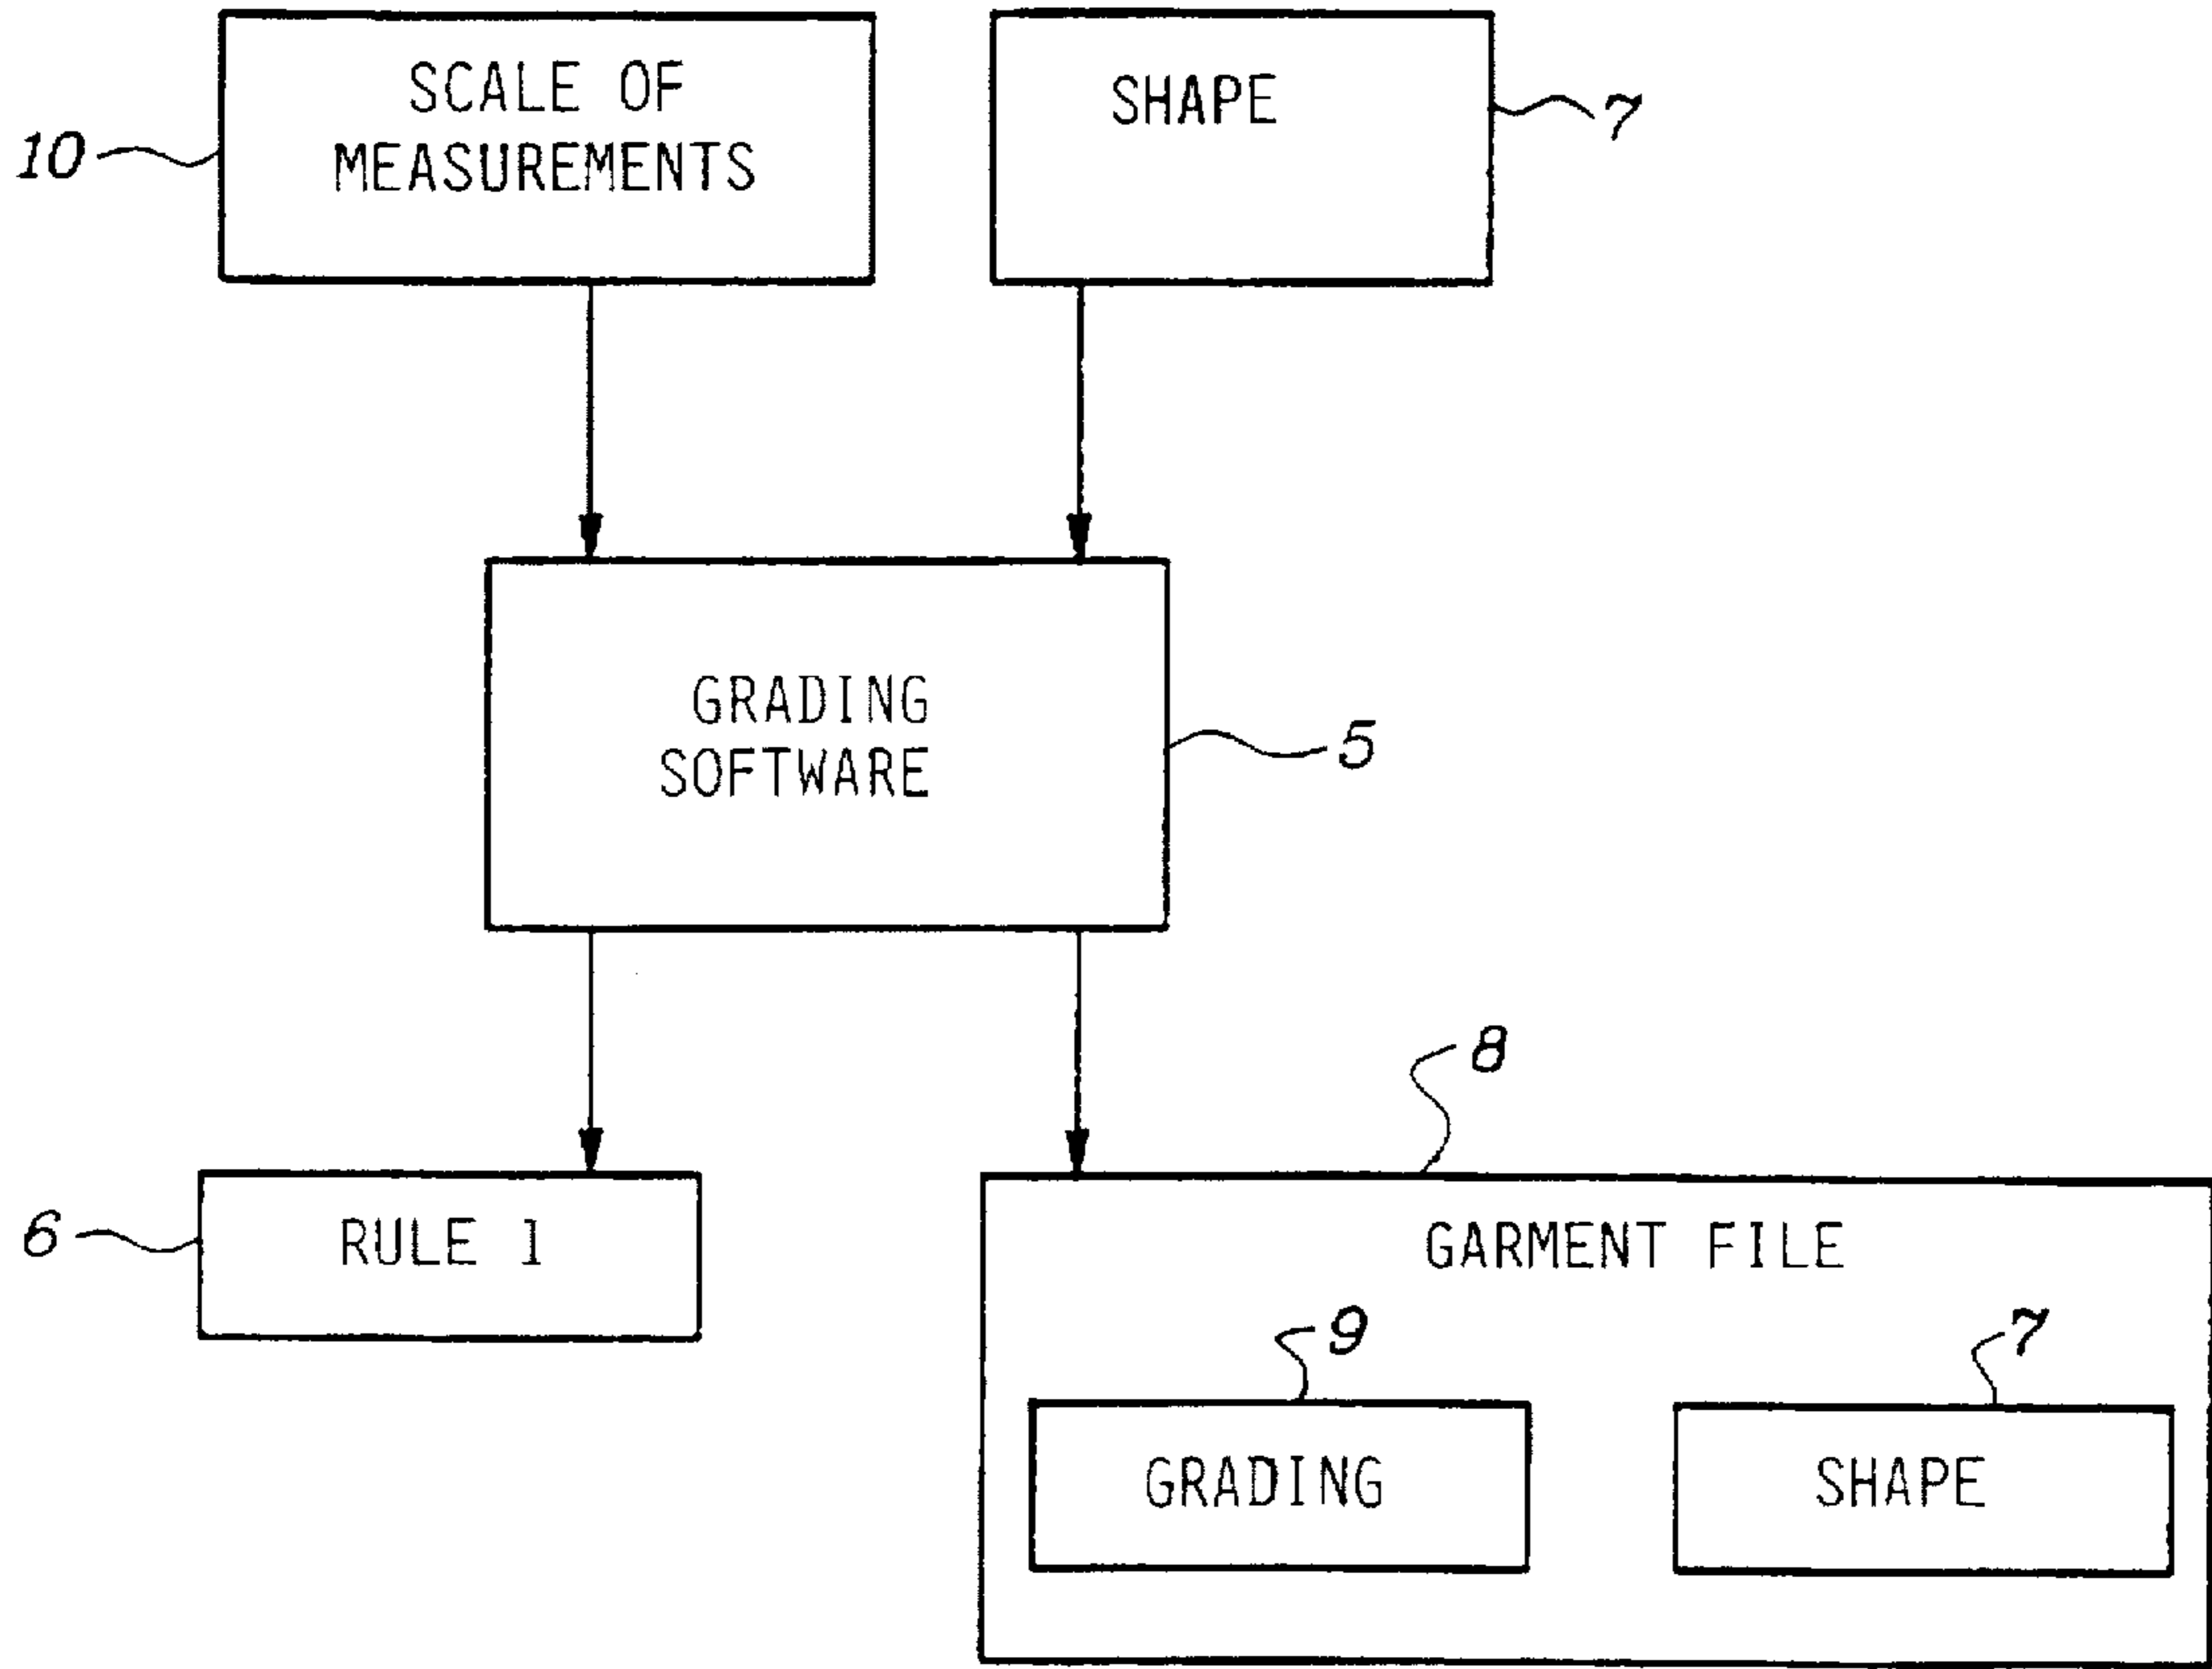 SCALE OF
MEASUREMENTS
10
SHAPE
7
GRADING
SOFTWARE
5
6
RULE 1
8
GARMENT FILE
9
GRADING
7
SHAPE